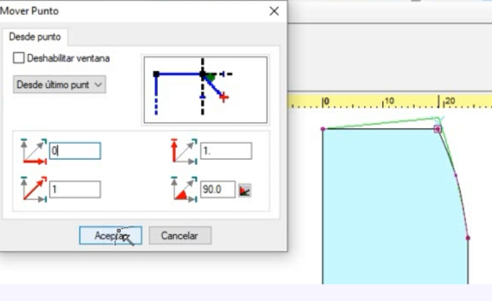 Mover Punto
Desde punto
Deshabilitar ventana
Desde último punt
0
1.
1
90.0
Aceptar
Cancelar
0 10 20